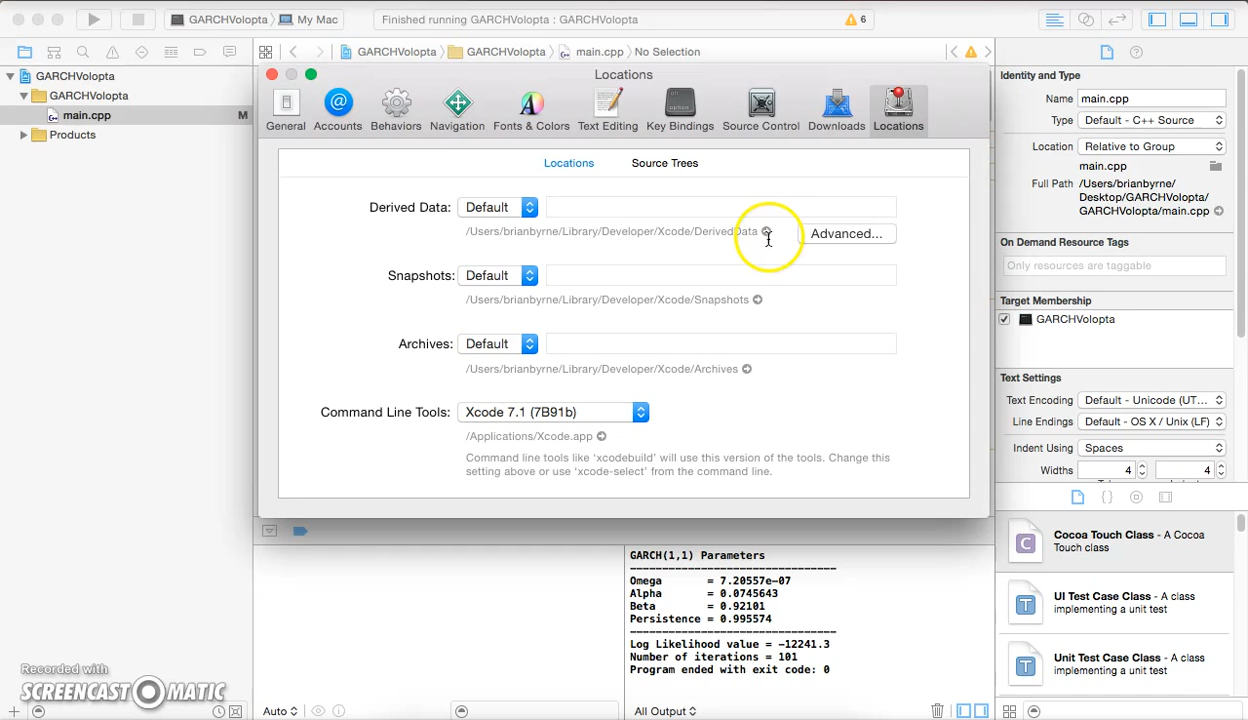 GARCHVolopta
My Mac
Finished running GARCHVolopta : GARCHVolopta
6
GARCHVolopta
GARCHVolopta
main.cpp
No Selection
GARCHVolopta
GARCHVolopta
main.cpp
M
Products
Locations
General
Accounts
Behaviors
Navigation
Fonts & Colors
Text Editing
option
Key Bindings
Source Control
Downloads
Locations
Locations
Source Trees
Derived Data:
Default
/Users/brianbyrne/Library/Developer/Xcode/DerivedData
Advanced...
Snapshots:
Default
/Users/brianbyrne/Library/Developer/Xcode/Snapshots
Archives:
Default
/Users/brianbyrne/Library/Developer/Xcode/Archives
Command Line Tools:
Xcode 7.1 (7B91b)
/Applications/Xcode.app
Command line tools like ‘xcodebuild’ will use this version of the tools. Change this
setting above or use ‘xcode-select’ from the command line.
Identity and Type
Name
main.cpp
Type
Default - C++ Source
Location
Relative to Group
main.cpp
Full Path
/Users/brianbyrne/
Desktop/GARCHVolopta/
GARCHVolopta/main.cpp
On Demand Resource Tags
Only resources are taggable
Target Membership
GARCHVolopta
Text Settings
Text Encoding
Default - Unicode (UT...
Line Endings
Default - OS X / Unix (LF)
Indent Using
Spaces
Widths
4
4
GARCH(1,1) Parameters
---------------------------------
Omega = 7.20557e-07
Alpha = 0.0745643
Beta = 0.92101
Persistence = 0.995574
---------------------------------
Log Likelihood value = -12241.3
Number of iterations = 101
Program ended with exit code: 0
Cocoa Touch Class - A Cocoa
Touch class
UI Test Case Class - A class
implementing a unit test
Unit Test Case Class - A class
implementing a unit test
Recorded with
SCREENCAST MATIC
Auto
All Output